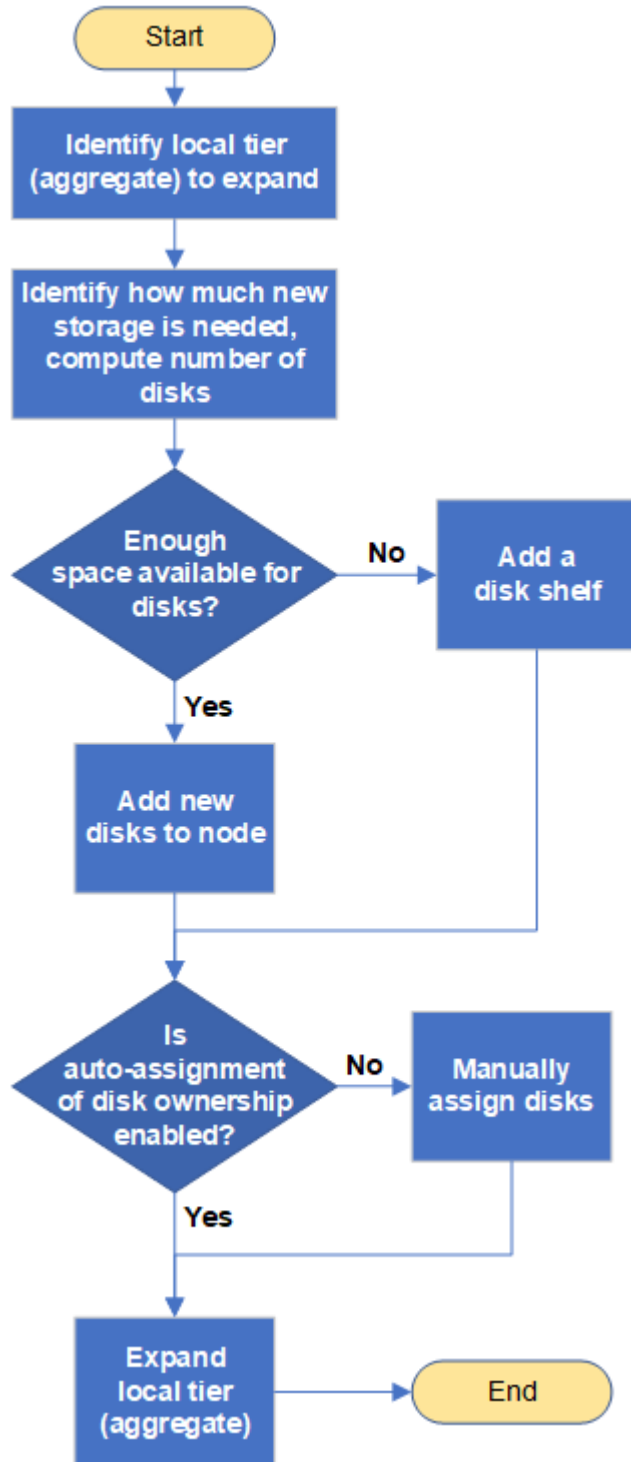 Start
Identify local tier
(aggregate) to expand
Identify how much new
storage is needed,
compute number of
disks
Enough
space available for
disks?
No
Add a
disk shelf
Yes
Add new
disks to node
Is
auto-assignment
of disk ownership
enabled?
No
Manually
assign disks
Yes
Expand
local tier
(aggregate)
End